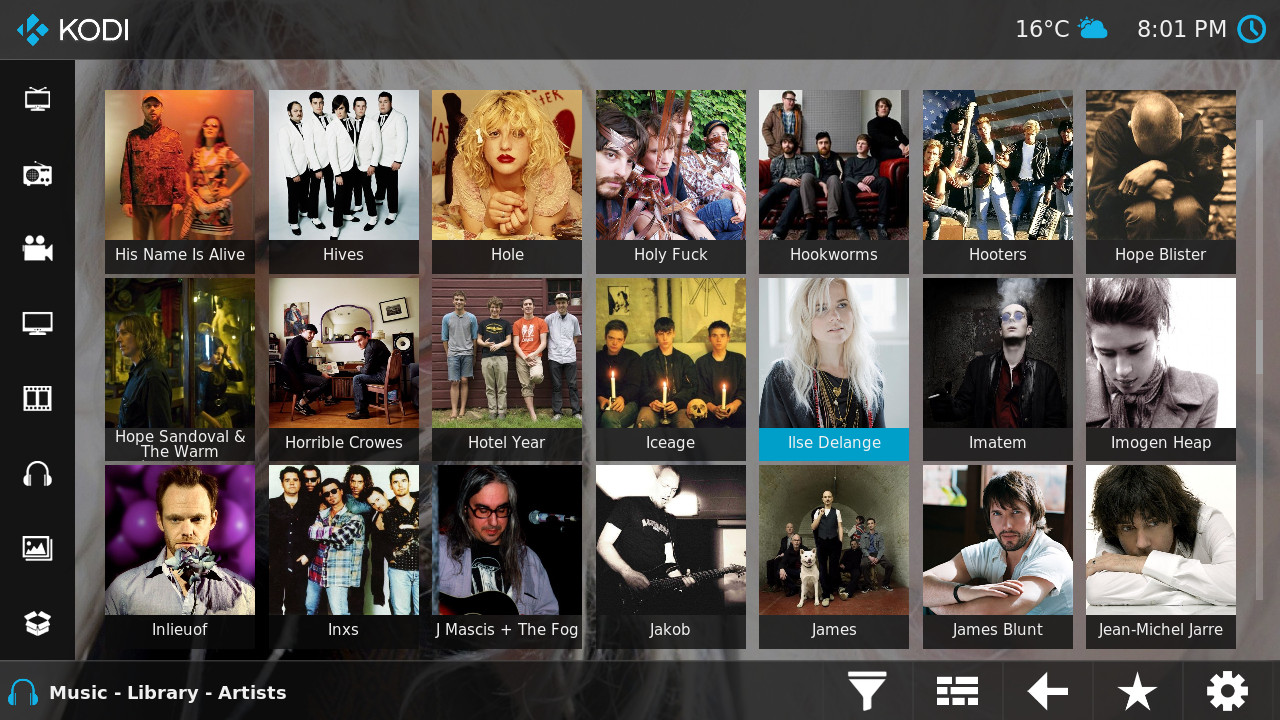 KODI
16°C
8:01 PM
His Name Is Alive
Hives
Hole
Holy Fuck
Hookworms
Hooters
Hope Blister
Hope Sandoval &
The Warm
Horrible Crowes
Hotel Year
Iceage
Ilse Delange
Imatem
Imogen Heap
Inlieuof
Inxs
J Mascis + The Fog
Jakob
James
James Blunt
Jean-Michel Jarre
Music - Library - Artists